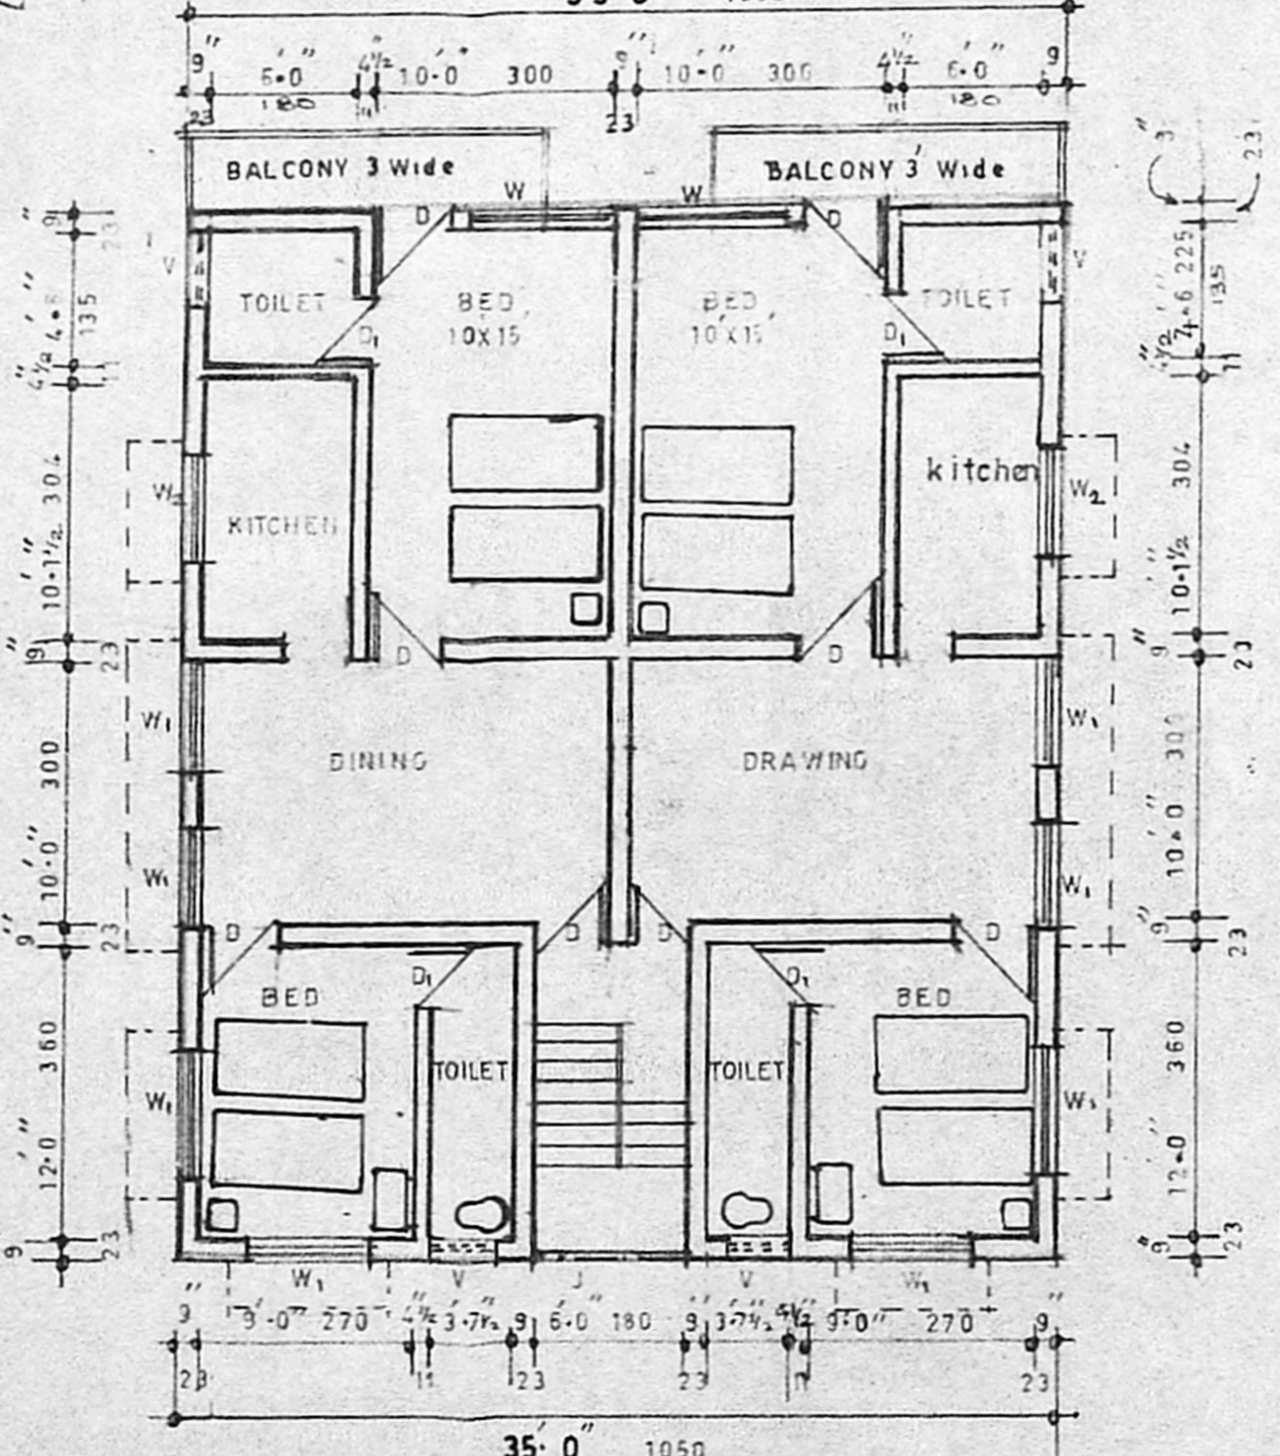 9" 6'-0" 4½" 10'-0" 300 9" 10'-0" 300 4½" 6'-0" 9"
23 180 11 23 11 180
BALCONY 3 Wide
BALCONY 3' Wide
3" 23
W W
D D
9" 23
V V
TOILET BED BED TOILET
10'X15' 10'X15'
D₁ D₁
4'-6" 135
4½" 11
225
4'-6" 135
4½" 11
KITCHEN
kitchen
W₂ W₂
10'-1½" 304
10'-1½" 304
D D
9" 23
9" 23
W₁ W₁
DINING DRAWING
10'-0" 300
10'-0" 300
W₁ W₁
D D D D
9" 23
9" 23
BED D₁ D₁ BED
TOILET TOILET
12'-0" 360
12'-0" 360
W₁ W₁
9 23
9" 23
W₁ V J V W₁
9" 9'-0" 270 4½" 3'-7½" 9 6'-0" 180 9" 3'-7½" 4½" 9'-0" 270 9"
23 11 23 23 11 23
35'-0" 1050